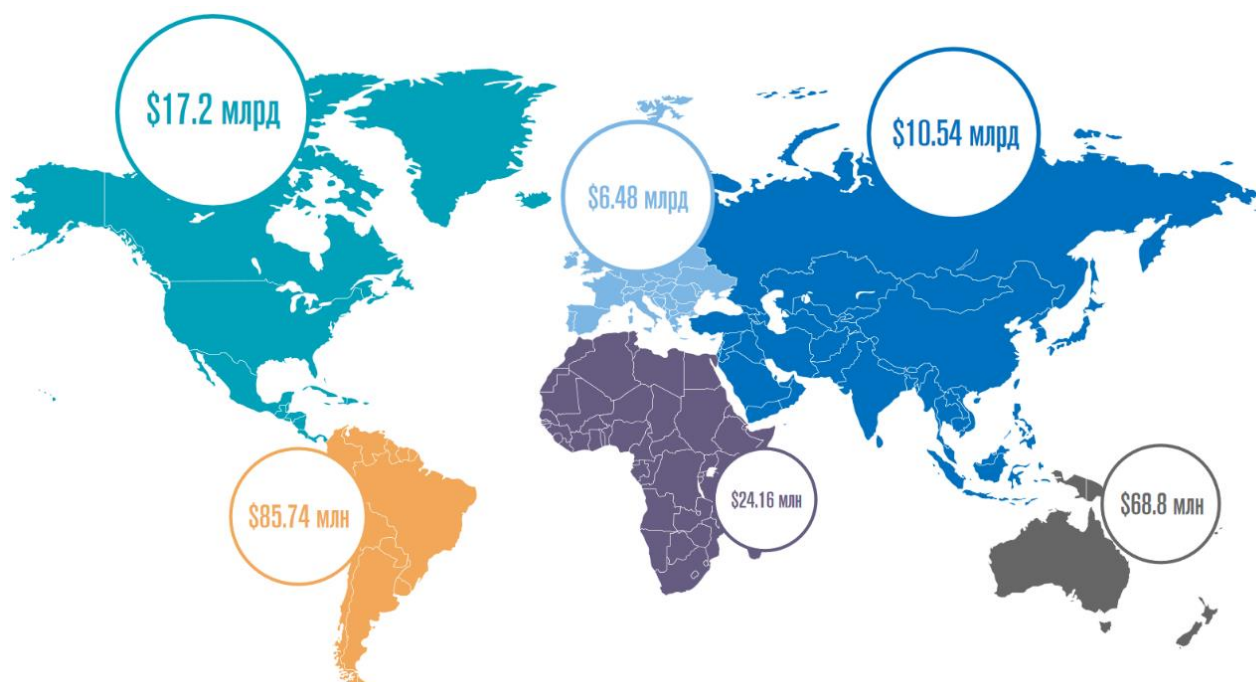 $17.2 млрд
$10.54 млрд
$6.48 млрд
$85.74 млн
$24.16 млн
$68.8 млн